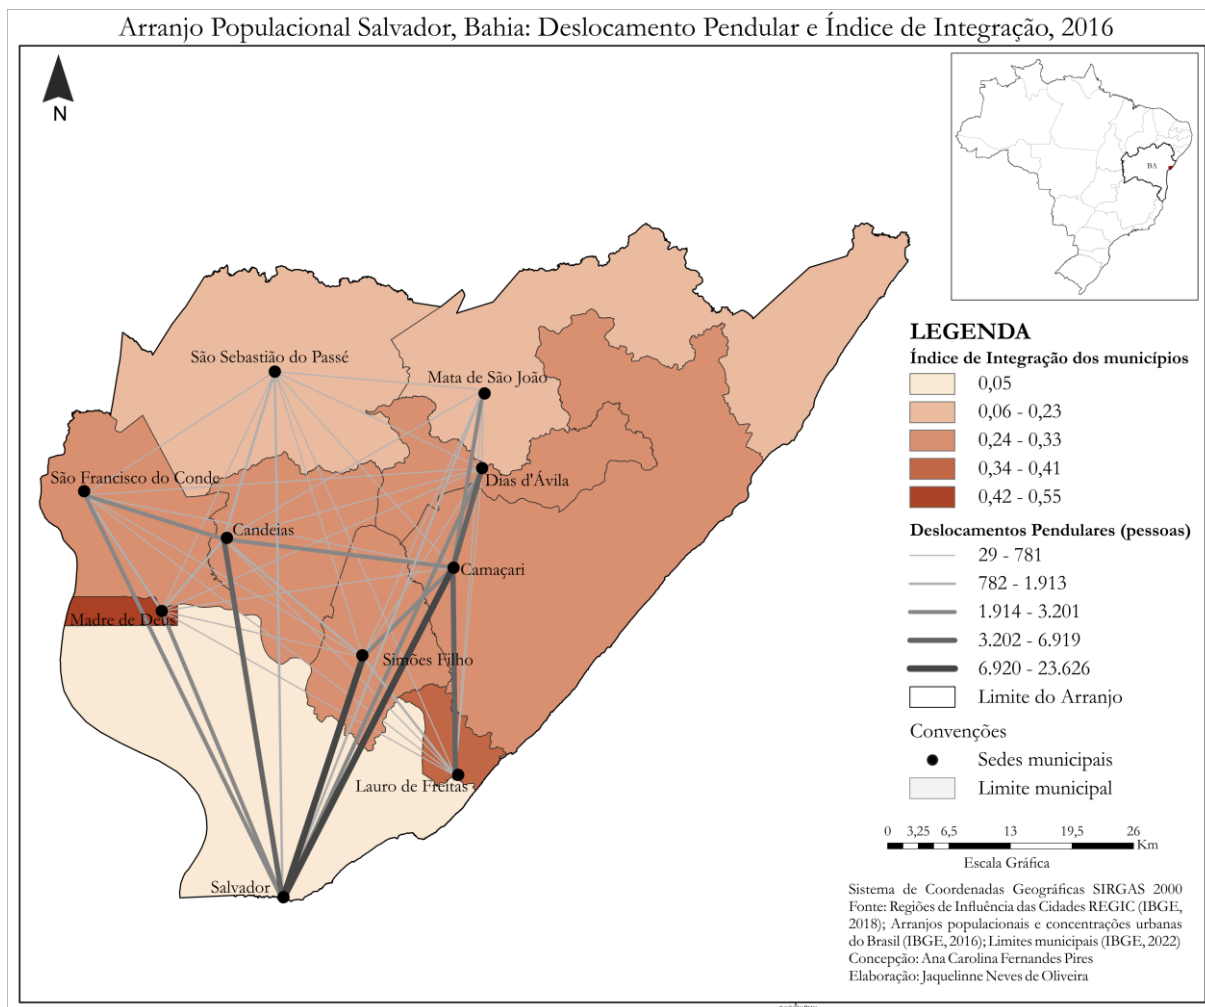 Arranjo Populacional Salvador, Bahia: Deslocamento Pendular e Índice de Integração, 2016
N
BA
São Sebastião do Passé
Mata de São João
São Francisco do Conde
Dias d'Ávila
Candeias
Camaçari
Madre de Deus
Simões Filho
Lauro de Freitas
Salvador
LEGENDA
Índice de Integração dos municípios
0,05
0,06 - 0,23
0,24 - 0,33
0,34 - 0,41
0,42 - 0,55
Deslocamentos Pendulares (pessoas)
29 - 781
782 - 1.913
1.914 - 3.201
3.202 - 6.919
6.920 - 23.626
Limite do Arranjo
Convenções
Sedes municipais
Limite municipal
0 3,25 6,5 13 19,5 26
Km
Escala Gráfica
Sistema de Coordenadas Geográficas SIRGAS 2000
Fonte: Regiões de Influência das Cidades REGIC (IBGE,
2018); Arranjos populacionais e concentrações urbanas
do Brasil (IBGE, 2016); Limites municipais (IBGE, 2022)
Concepção: Ana Carolina Fernandes Pires
Elaboração: Jaquelinne Neves de Oliveira